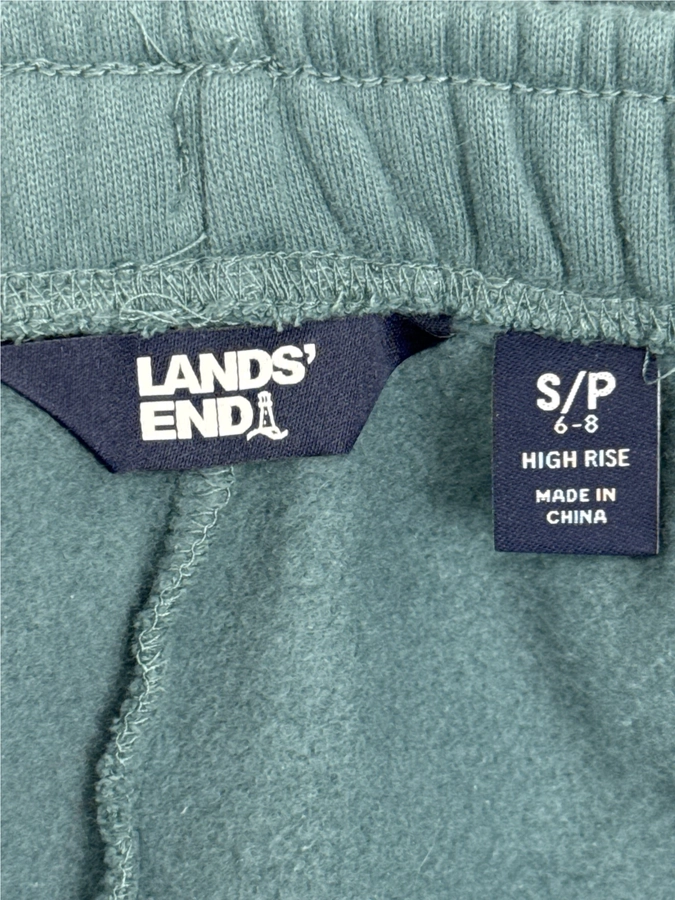 LANDS'
END
S/P
6-8
HIGH RISE
MADE IN
CHINA